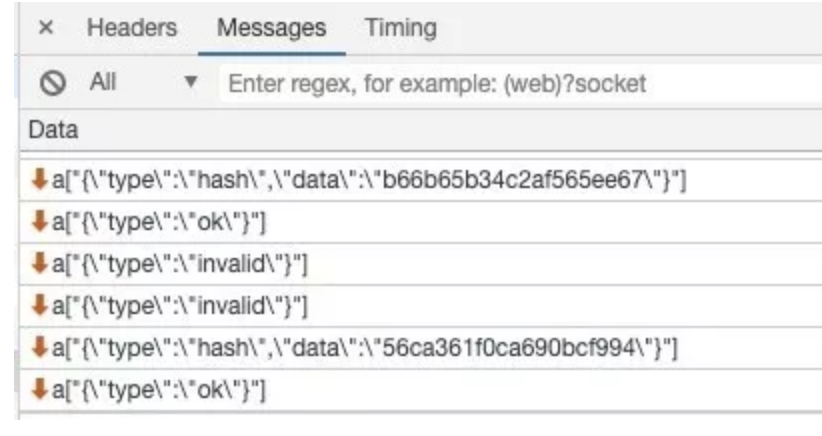 × Headers Messages Timing
All ▼ Enter regex, for example: (web)?socket
Data
a["{\"type\":\"hash\",\"data\":\"b66b65b34c2af565ee67\"}"]
a["{\"type\":\"ok\"}"]
a["{\"type\":\"invalid\"}"]
a["{\"type\":\"invalid\"}"]
a["{\"type\":\"hash\",\"data\":\"56ca361f0ca690bcf994\"}"]
a["{\"type\":\"ok\"}"]